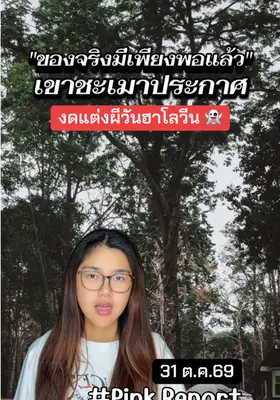 "ของจริงมีเพียงพอแล้ว"
เขาชะเมาประกาศ
งดแต่งผีวันฮาโลวีน 👻
31 ต.ค.69
#Pink Report